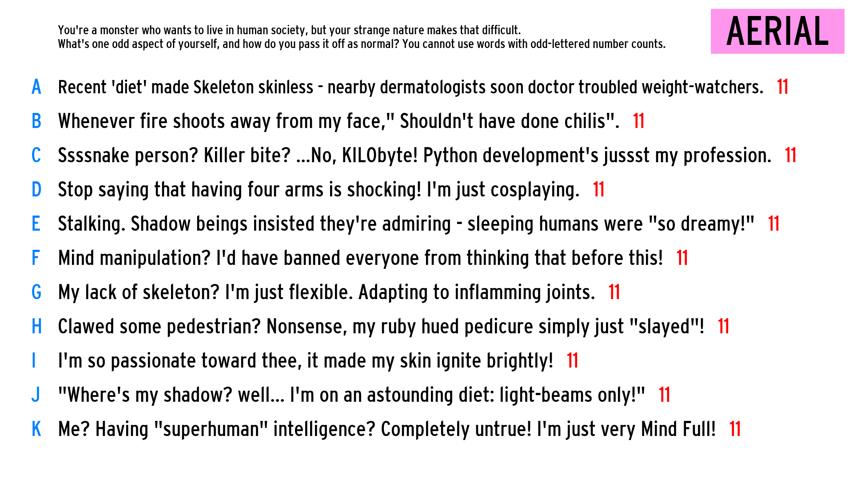 You're a monster who wants to live in human society, but your strange nature makes that difficult.
What's one odd aspect of yourself, and how do you pass it off as normal? You cannot use words with odd-lettered number counts.
AERIAL
A Recent 'diet' made Skeleton skinless - nearby dermatologists soon doctor troubled weight-watchers. 11
B Whenever fire shoots away from my face," Shouldn't have done chilis". 11
C Ssssnake person? Killer bite? ...No, KILObyte! Python development's jussst my profession. 11
D Stop saying that having four arms is shocking! I'm just cosplaying. 11
E Stalking. Shadow beings insisted they're admiring - sleeping humans were "so dreamy!" 11
F Mind manipulation? I'd have banned everyone from thinking that before this! 11
G My lack of skeleton? I'm just flexible. Adapting to inflamming joints. 11
H Clawed some pedestrian? Nonsense, my ruby hued pedicure simply just "slayed"! 11
I I'm so passionate toward thee, it made my skin ignite brightly! 11
J "Where's my shadow? well... I'm on an astounding diet: light-beams only!" 11
K Me? Having "superhuman" intelligence? Completely untrue! I'm just very Mind Full! 11